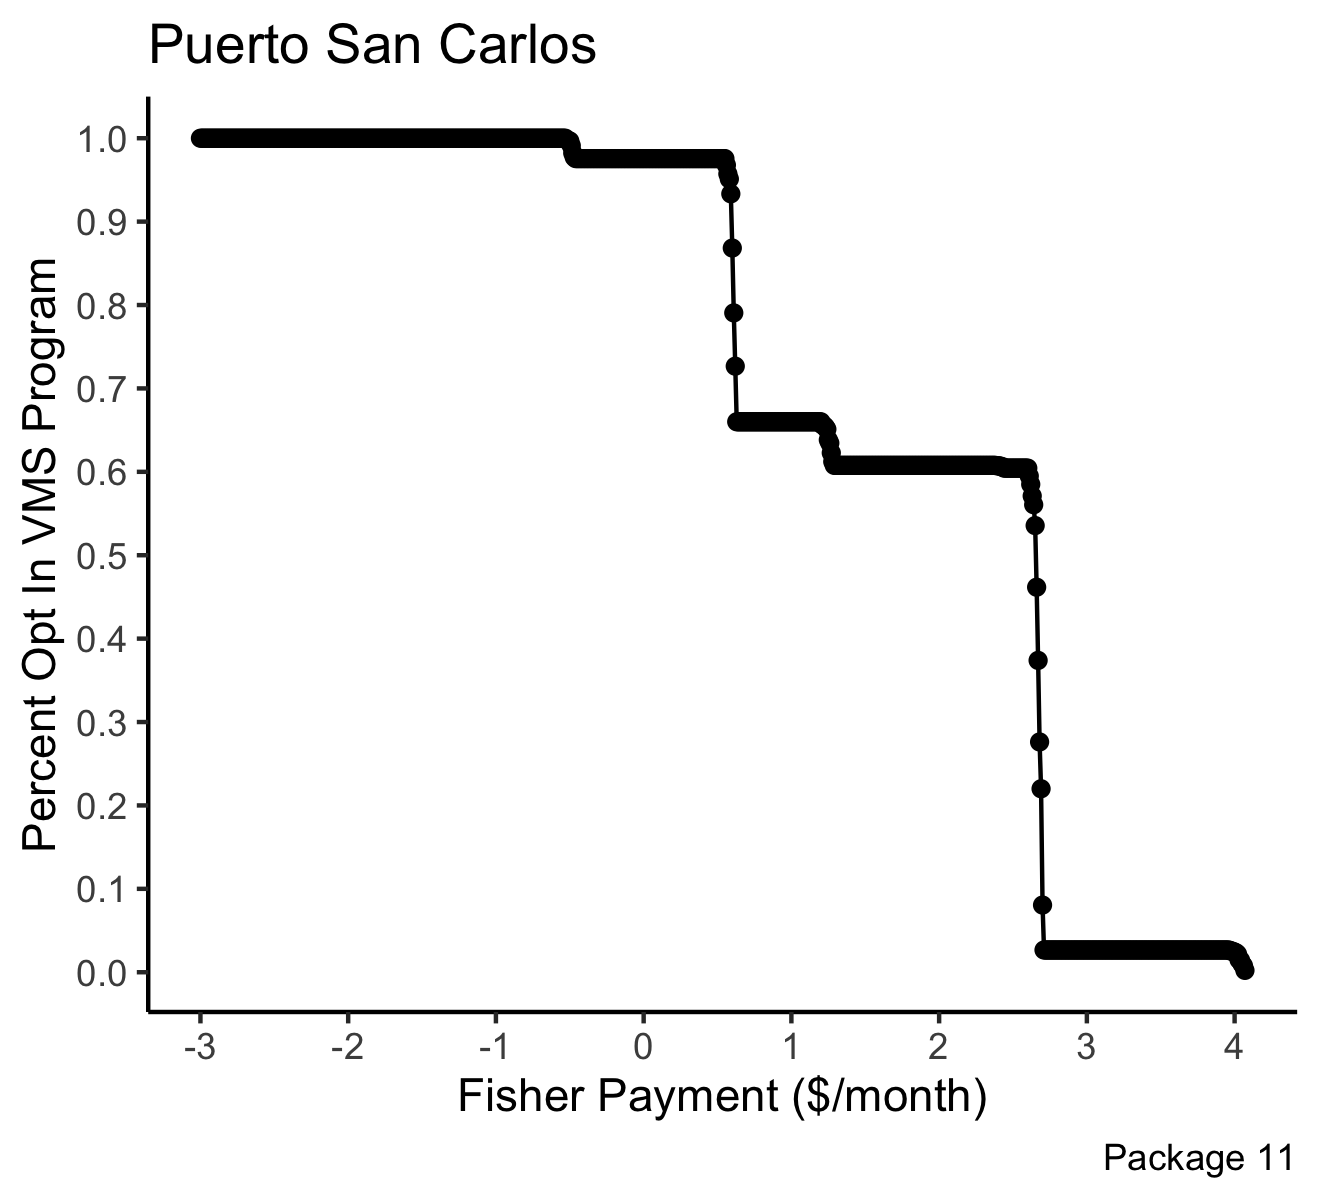 Puerto San Carlos
Percent Opt In VMS Program
1.0
0.9
0.8
0.7
0.6
0.5
0.4
0.3
0.2
0.1
0.0
-3 -2 -1 0 1 2 3 4
Fisher Payment ($/month)
Package 11